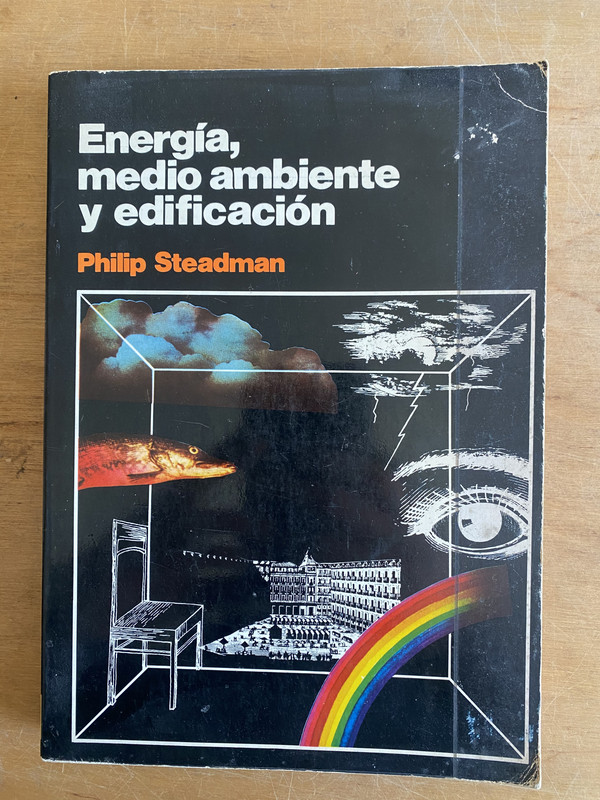 Energía,
medio ambiente
y edificación
Philip Steadman